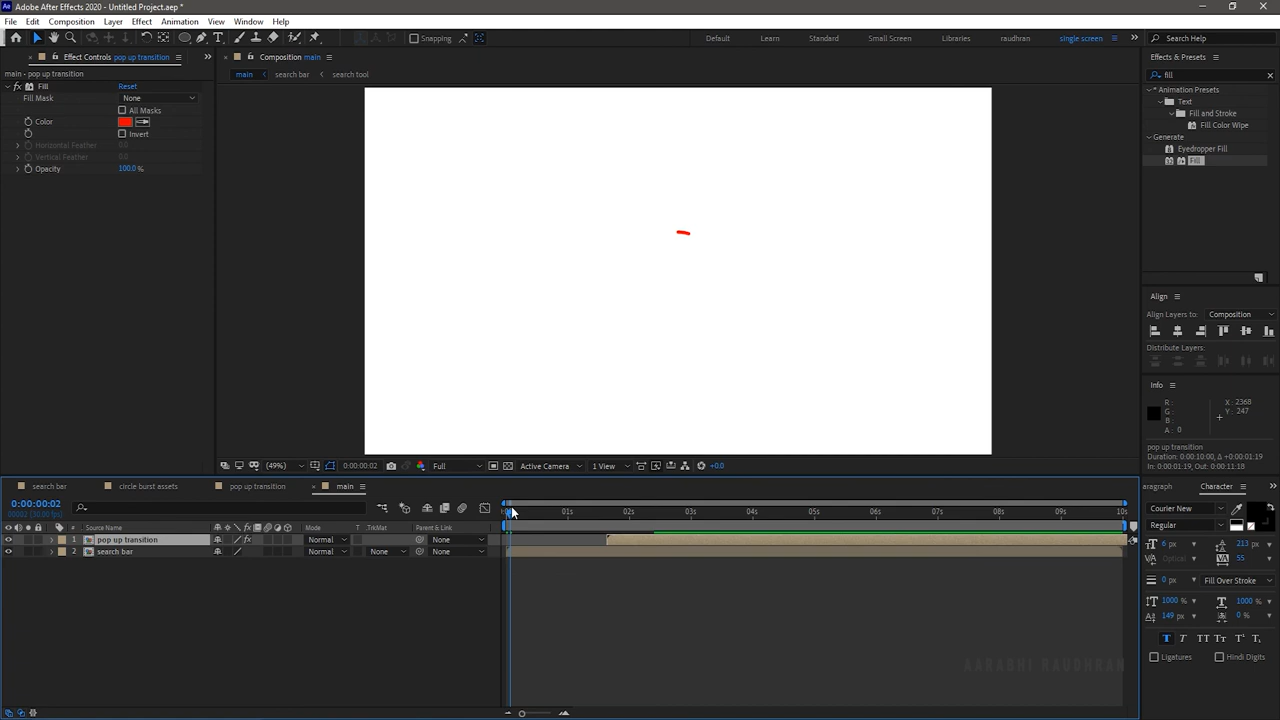 Adobe After Effects 2020 - Untitled Project.aep *
File Edit Composition Layer Effect Animation View Window Help
Snapping
Default Learn Standard Small Screen Libraries raudhran single screen
Search Help
Effect Controls pop up transition
main - pop up transition
Fill Reset
Fill Mask None
All Masks
Color
Invert
Horizontal Feather 0.0
Vertical Feather 0.0
Opacity 100.0 %
Composition main
main search bar search tool
(49%) 0:00:00:02 Full Active Camera 1 View +0.0
Effects & Presets
fill
* Animation Presets
Text
Fill and Stroke
Fill Color Wipe
Generate
Eyedropper Fill
Fill
Align
Align Layers to: Composition
Distribute Layers:
Info
R : X : 2368
G : Y : 247
B :
A : 0
pop up transition
Duration: 0:00:10:00, Δ +0:00:01:19
In: 0:00:01:19, Out: 0:00:11:18
aragraph Character
Courier New
Regular
6 px 213 px
Optical 55
0 px Fill Over Stroke
1000 % 1000 %
149 px 0 %
T T TT Tr T¹ T₁
Ligatures Hindi Digits
search bar circle burst assets pop up transition main
0:00:00:02
00002 (30.00 fps)
01s 02s 03s 04s 05s 06s 07s 08s 09s 10s
# Source Name Mode T TrkMat Parent & Link
1 pop up transition fx Normal None
2 search bar Normal None None
AARABHI RAUDHRAN